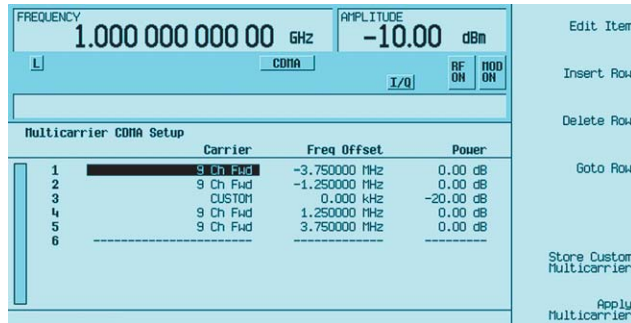 FREQUENCY
1.000 000 000 00 GHz
AMPLITUDE
-10.00 dBm
L
CDMA
I/Q
RF ON
MOD ON
Multicarrier CDMA Setup
Carrier Freq Offset Power
1 9 Ch Fwd -3.750000 MHz 0.00 dB
2 9 Ch Fwd -1.250000 MHz 0.00 dB
3 CUSTOM 0.000 kHz -20.00 dB
4 9 Ch Fwd 1.250000 MHz 0.00 dB
5 9 Ch Fwd 3.750000 MHz 0.00 dB
6 -------------------- ------------- ---------
Edit Item
Insert Row
Delete Row
Goto Row
Store Custom
Multicarrier
Apply
Multicarrier